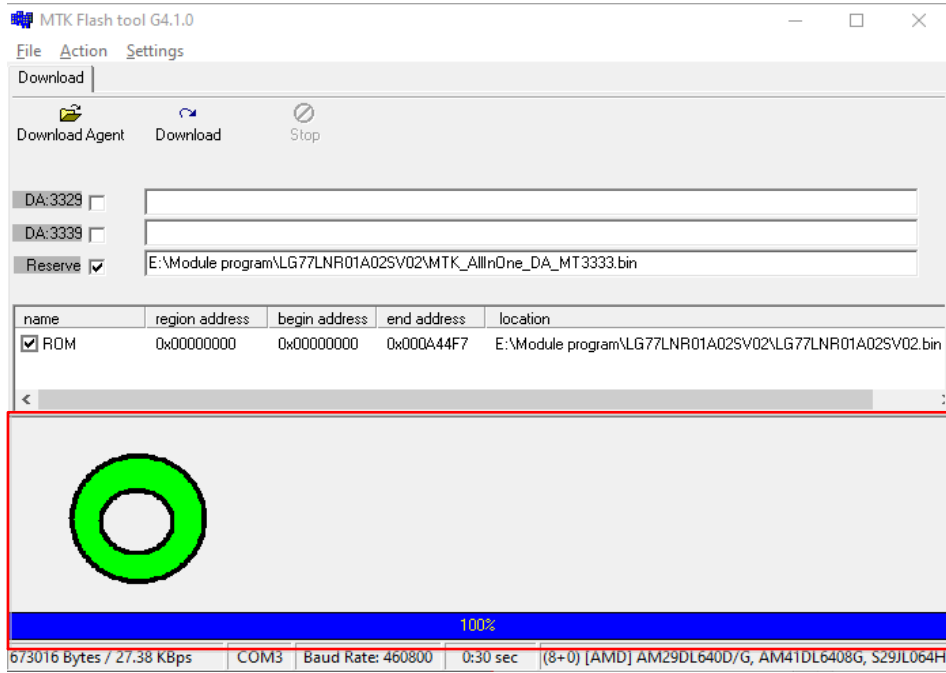 MTK Flash tool G4.1.0
File Action Settings
Download
Download Agent Download Stop
DA:3329
DA:3339
Reserve E:\Module program\LG77LNR01A02SV02\MTK_AllInOne_DA_MT3333.bin
name region address begin address end address location
ROM 0x00000000 0x00000000 0x000A44F7 E:\Module program\LG77LNR01A02SV02\LG77LNR01A02SV02.bin
100%
673016 Bytes / 27.38 KBps COM3 Baud Rate: 460800 0:30 sec (8+0) [AMD] AM29DL640D/G, AM41DL6408G, S29JL064H